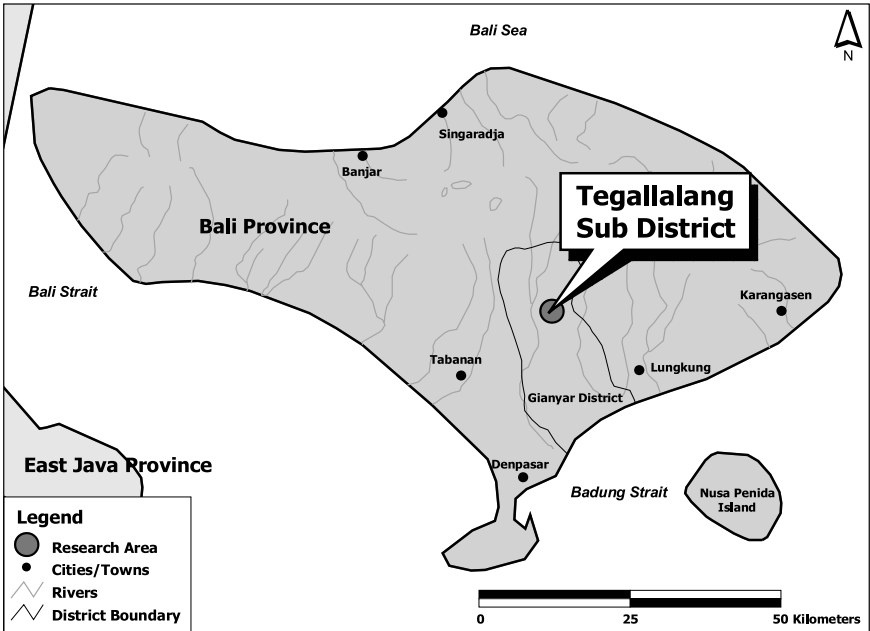 Bali Sea
N
Singaradja
Banjar
Tegallalang
Sub District
Bali Province
Bali Strait
Karangasen
Tabanan
Lungkung
Gianyar District
East Java Province
Denpasar
Badung Strait
Nusa Penida
Island
Legend
Research Area
Cities/Towns
Rivers
District Boundary
0 25 50 Kilometers